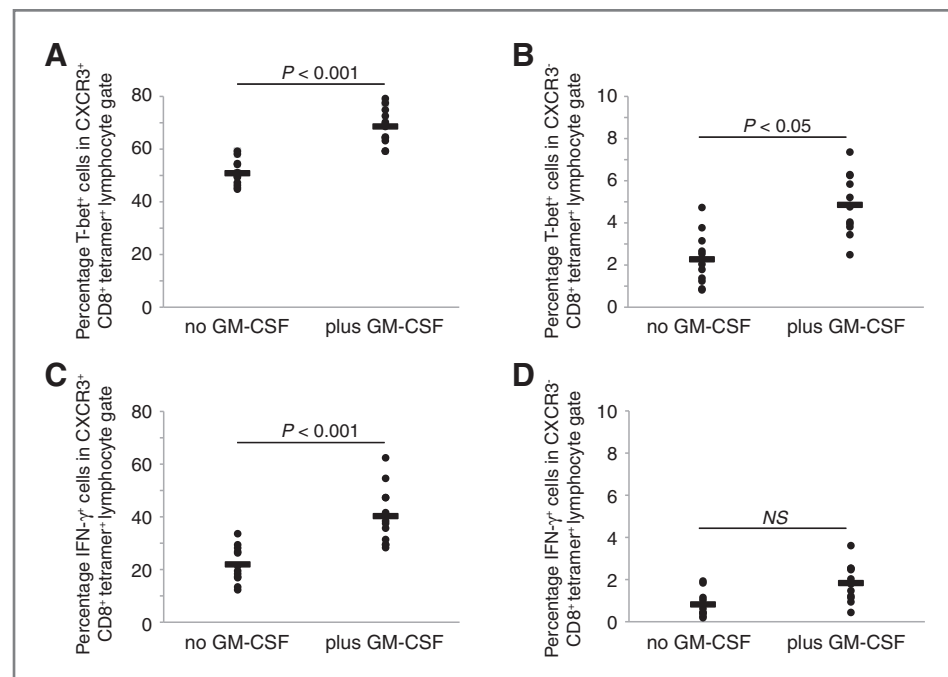 A
Percentage T-bet⁺ cells in CXCR3⁺
CD8⁺ tetramer⁺ lymphocyte gate
P < 0.001
80
60
40
20
0
no GM-CSF
plus GM-CSF
B
Percentage T-bet⁺ cells in CXCR3⁻
CD8⁺ tetramer⁺ lymphocyte gate
P < 0.05
10
8
6
4
2
0
no GM-CSF
plus GM-CSF
C
Percentage IFN-γ⁺ cells in CXCR3⁺
CD8⁺ tetramer⁺ lymphocyte gate
P < 0.001
80
60
40
20
0
no GM-CSF
plus GM-CSF
D
Percentage IFN-γ⁺ cells in CXCR3⁻
CD8⁺ tetramer⁺ lymphocyte gate
NS
10
8
6
4
2
0
no GM-CSF
plus GM-CSF